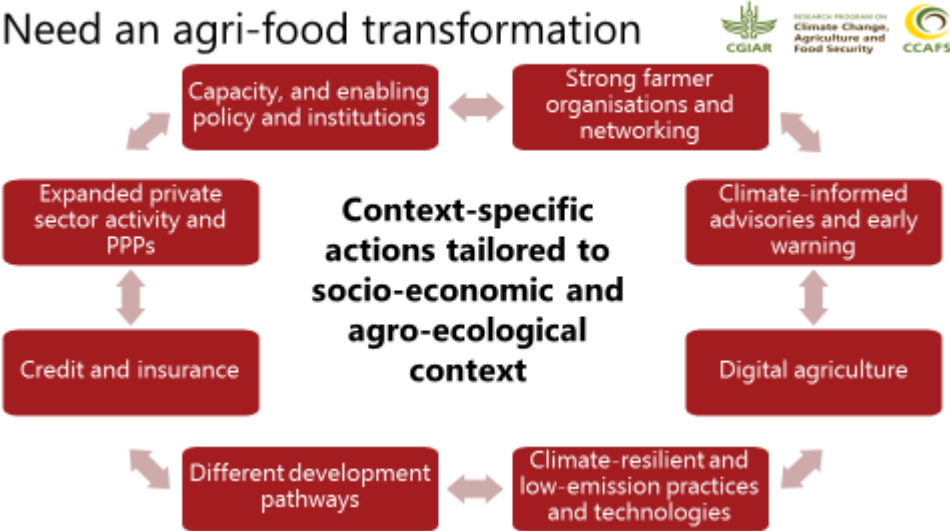 Need an agri-food transformation
CGIAR
RESEARCH PROGRAM ON
Climate Change,
Agriculture and
Food Security
CCAFS
Capacity, and enabling
policy and institutions
Strong farmer
organisations and
networking
Expanded private
sector activity and
PPPs
Context-specific
actions tailored to
socio-economic and
agro-ecological
context
Climate-informed
advisories and early
warning
Credit and insurance
Digital agriculture
Different development
pathways
Climate-resilient and
low-emission practices
and technologies